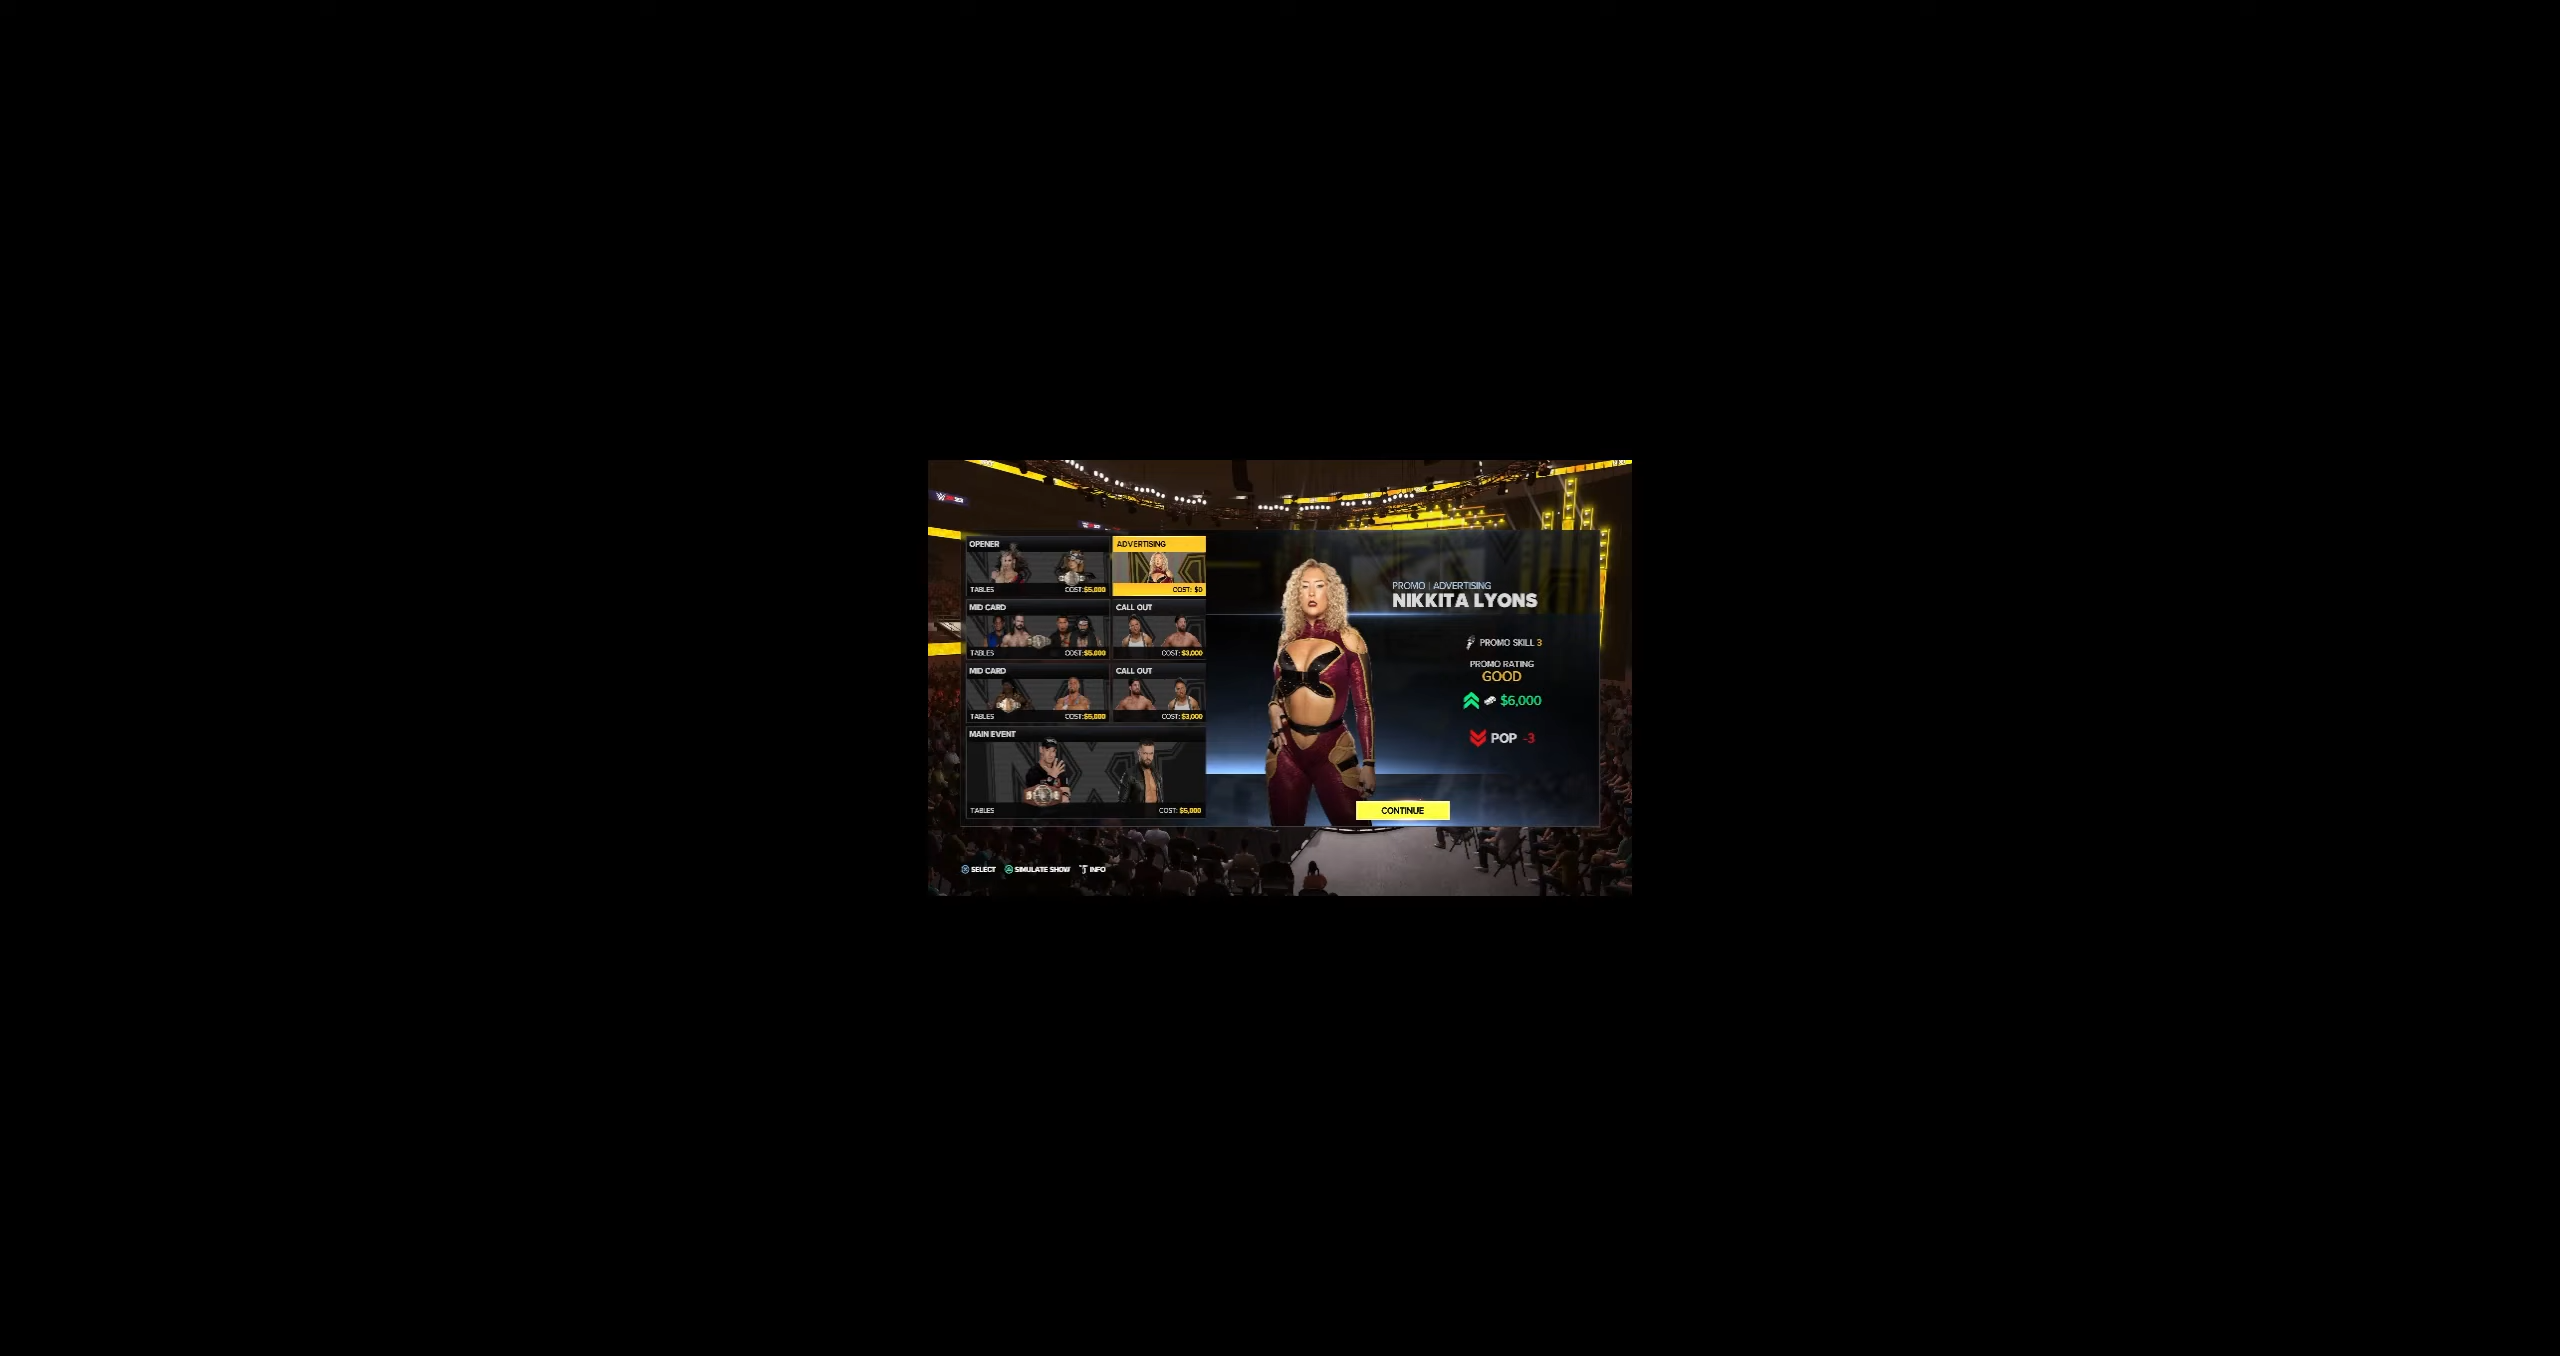 OPENER
TABLES COST: $5,000
ADVERTISING
COST: $0
MID CARD
TABLES COST: $5,000
CALL OUT
COST: $3,000
MID CARD
TABLES COST: $5,000
CALL OUT
COST: $3,000
MAIN EVENT
TABLES COST: $5,000
PROMO | ADVERTISING
NIKKITA LYONS
PROMO SKILL 3
PROMO RATING
GOOD
$6,000
POP -3
CONTINUE
SELECT SIMULATE SHOW INFO